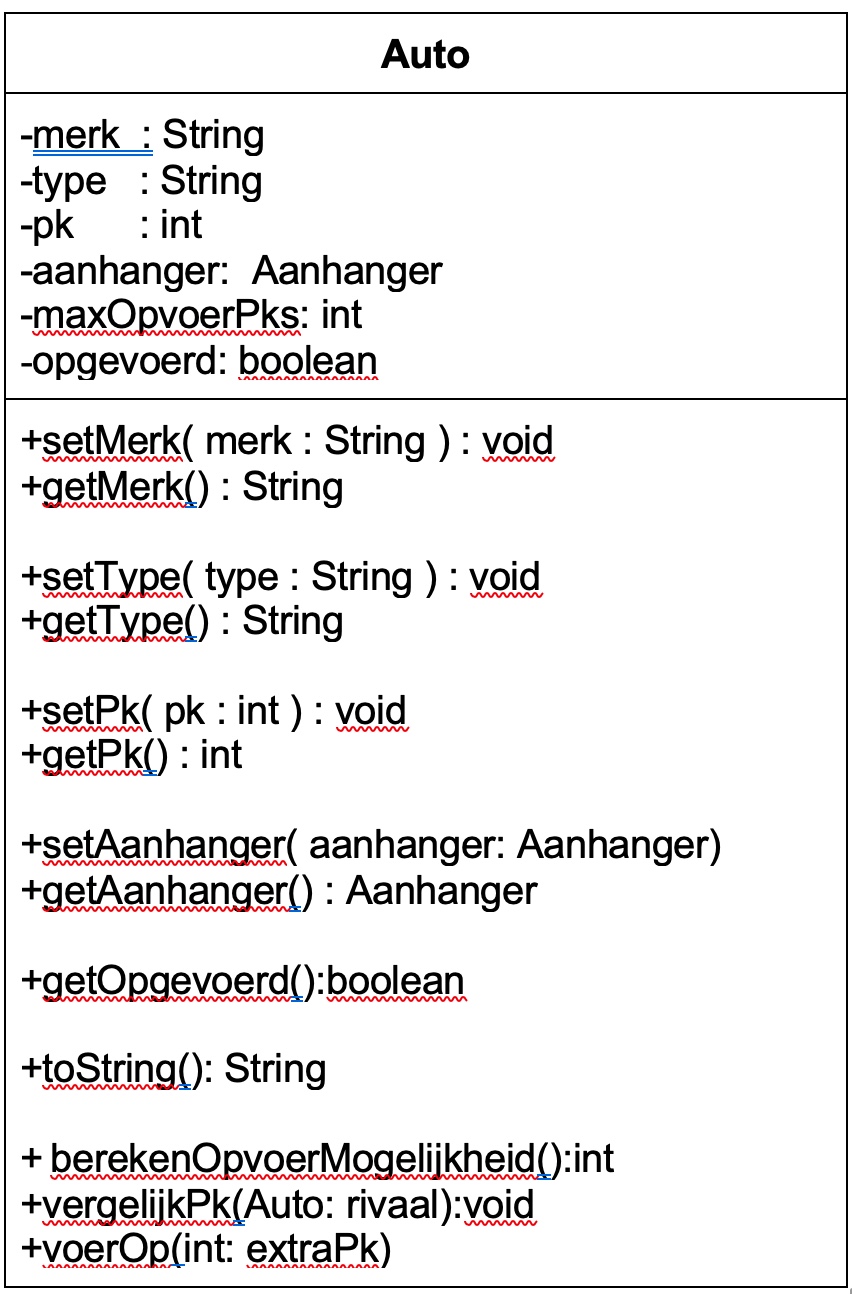 Auto
-merk : String
-type : String
-pk : int
-aanhanger: Aanhanger
-maxOpvoerPks: int
-opgevoerd: boolean
+setMerk( merk : String ) : void
+getMerk() : String
+setType( type : String ) : void
+getType() : String
+setPk( pk : int ) : void
+getPk() : int
+setAanhanger( aanhanger: Aanhanger)
+getAanhanger() : Aanhanger
+getOpgevoerd():boolean
+toString(): String
+ berekenOpvoerMogelijkheid():int
+vergelijkPk(Auto: rivaal):void
+voerOp(int: extraPk)